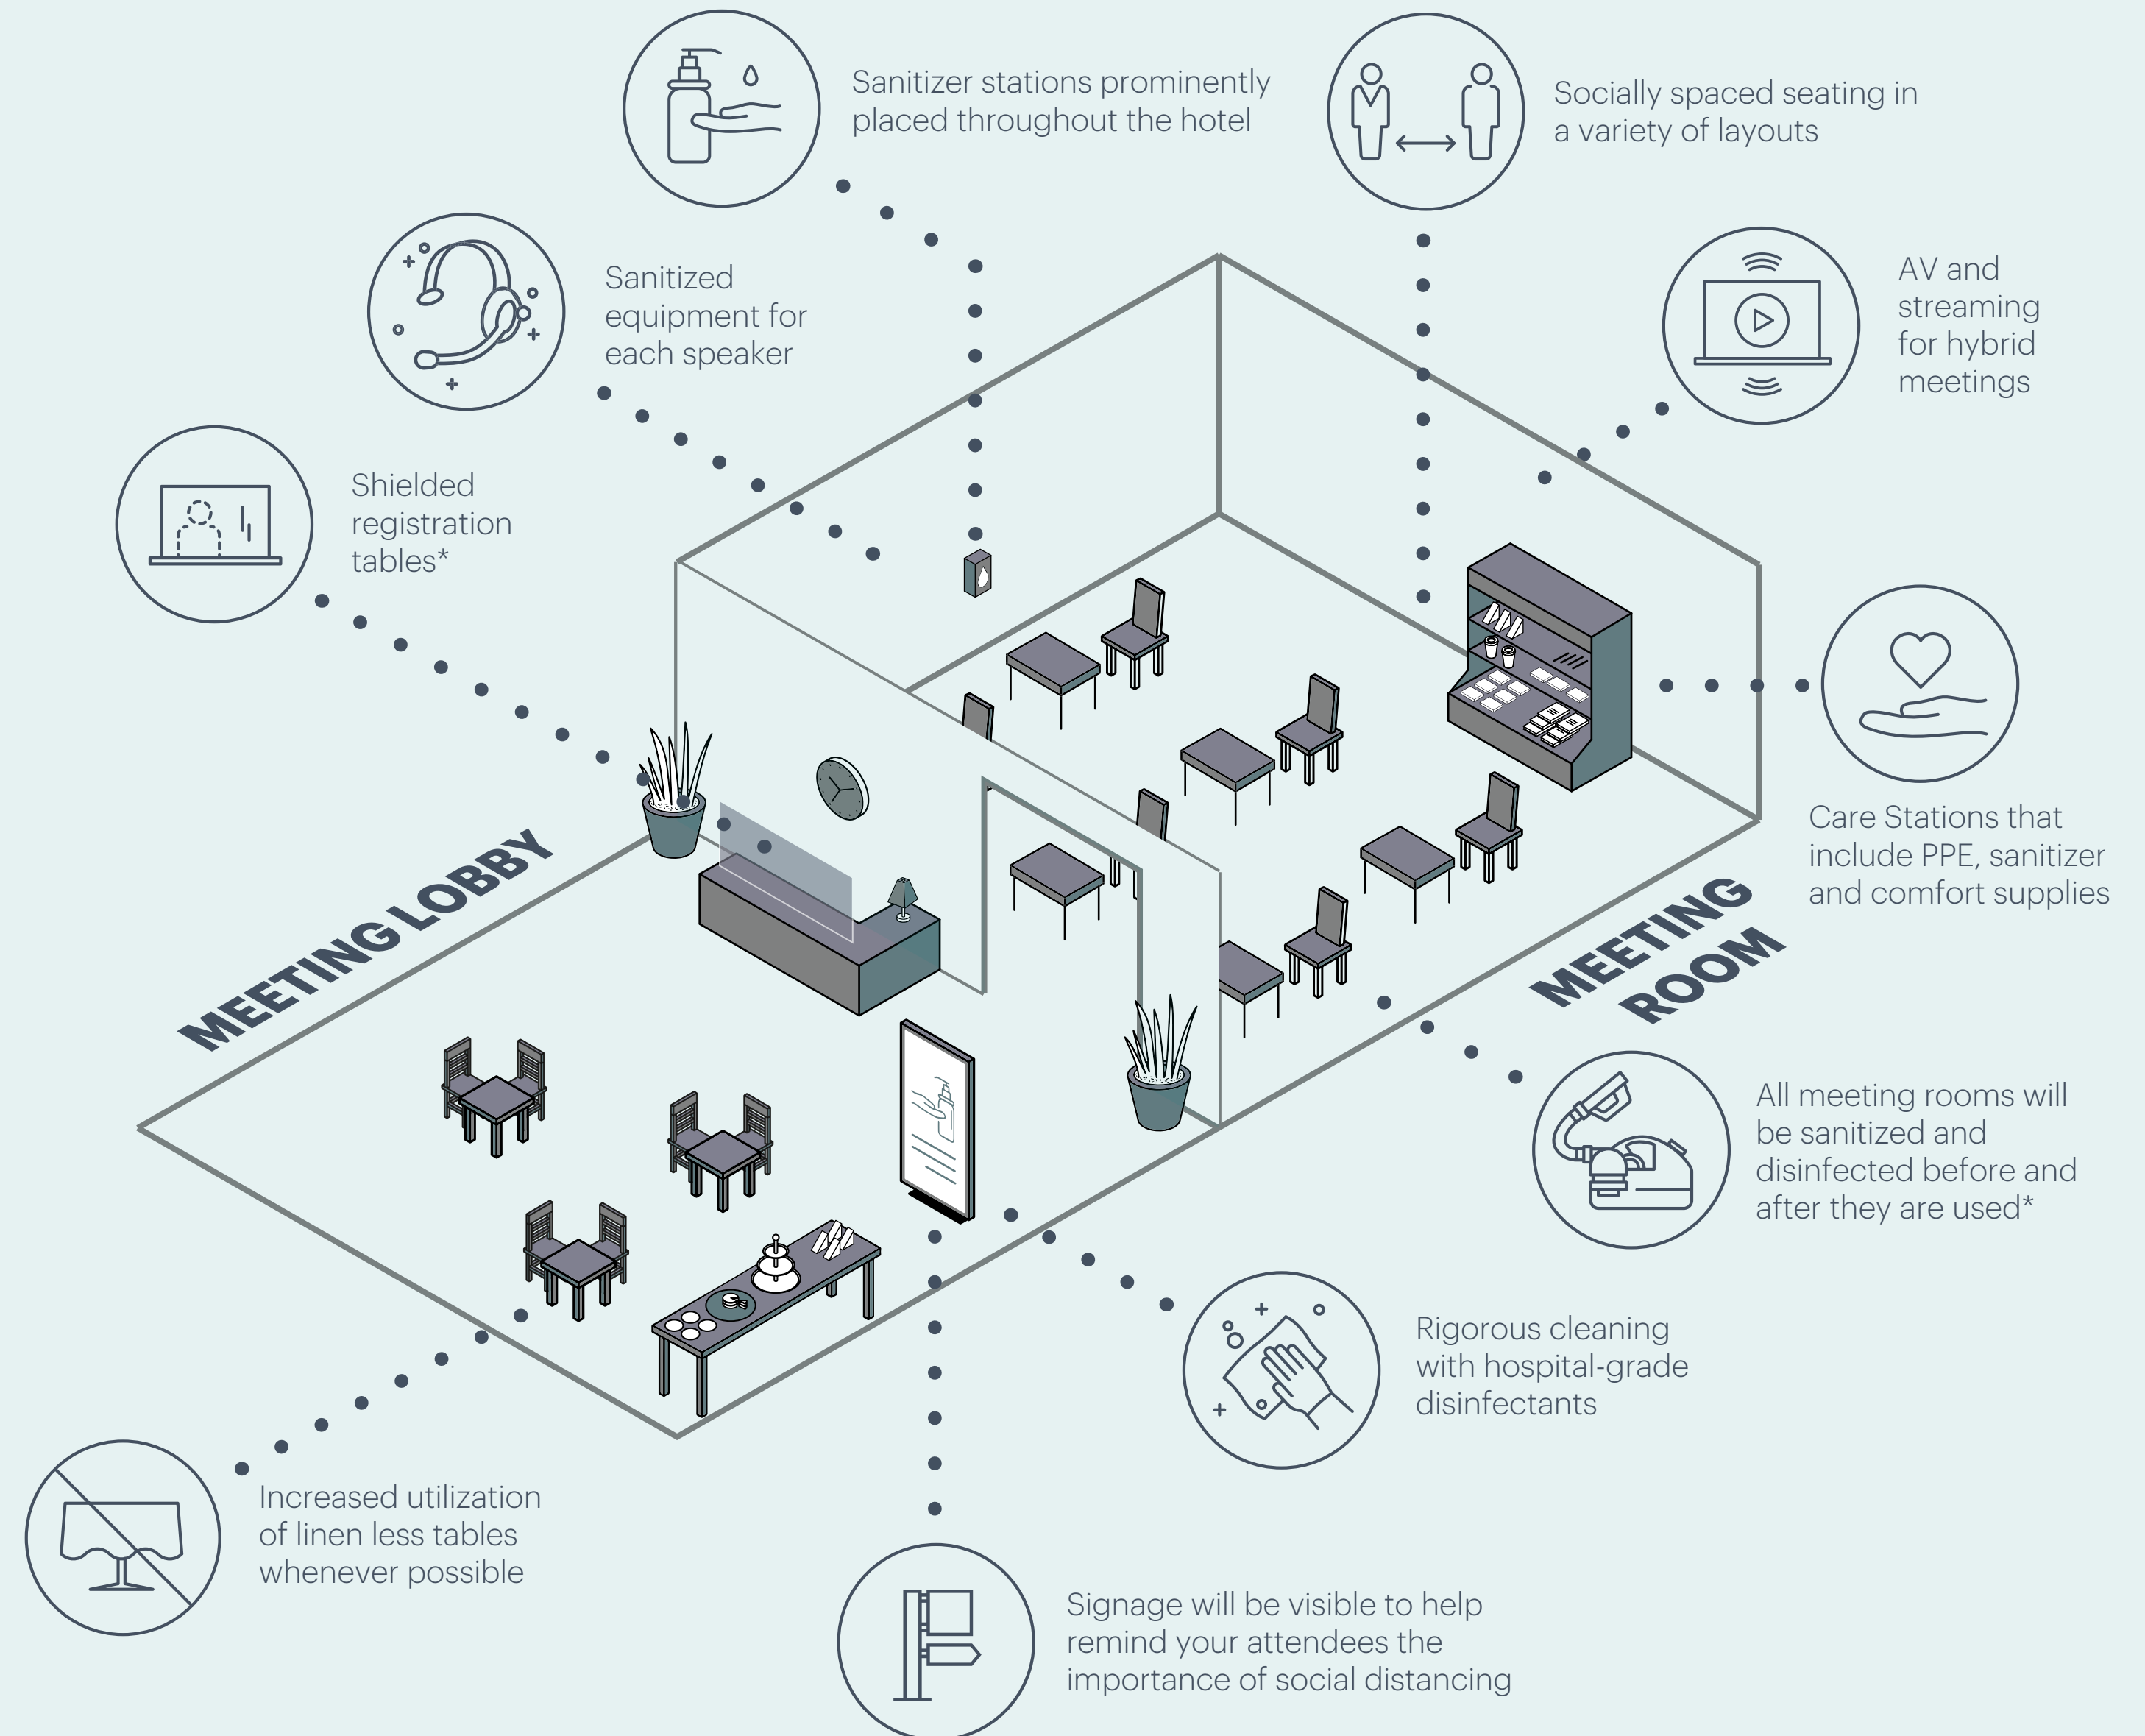 Sanitizer stations prominently
placed throughout the hotel
Socially spaced seating in
a variety of layouts
Sanitized
equipment for
each speaker
AV and
streaming
for hybrid
meetings
Shielded
registration
tables*
Care Stations that
include PPE, sanitizer
and comfort supplies
MEETING LOBBY
MEETING
ROOM
All meeting rooms will
be sanitized and
disinfected before and
after they are used*
Rigorous cleaning
with hospital-grade
disinfectants
Increased utilization
of linen less tables
whenever possible
Signage will be visible to help
remind your attendees the
importance of social distancing